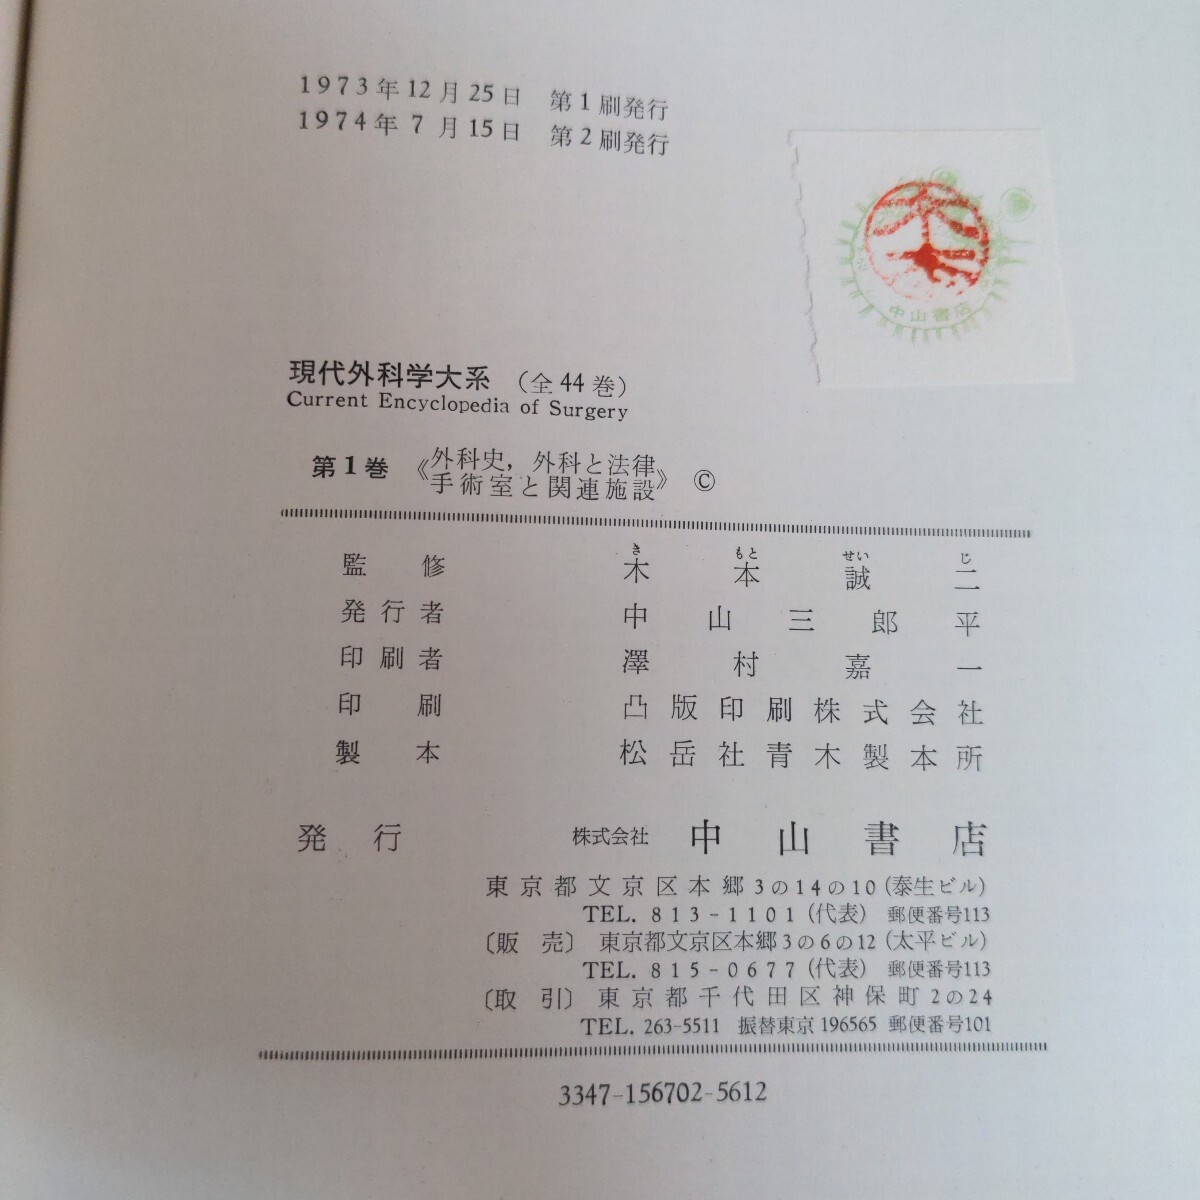 1973年12月25日 第1刷発行
1974年7月15日 第2刷発行
中山書店
現代外科学大系 (全44巻)
Current Encyclopedia of Surgery
第1巻 《外科史，外科と法律
手術室と関連施設》 ©
き もと せい じ
監修 木本誠二
発行者 中山三郎平
印刷者 澤村嘉一
印刷 凸版印刷株式会社
製本 松岳社青木製本所
発行 株式会社 中山書店
東京都文京区本郷3の14の10(泰生ビル)
TEL. 813-1101(代表) 郵便番号113
〔販売〕 東京都文京区本郷3の6の12(太平ビル)
TEL. 815-0677(代表) 郵便番号113
〔取引〕 東京都千代田区神保町2の24
TEL. 263-5511 振替東京196565 郵便番号101
3347-156702-5612